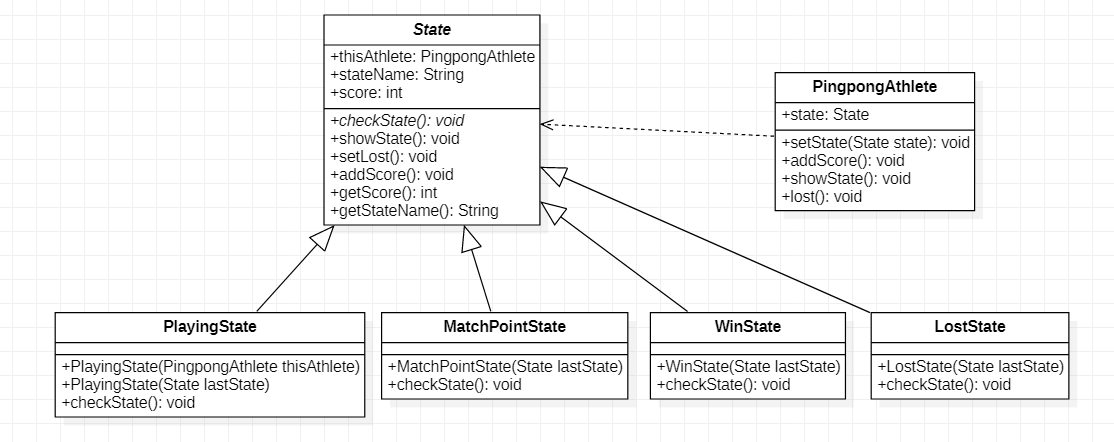 State
+thisAthlete: PingpongAthlete
+stateName: String
+score: int
+checkState(): void
+showState(): void
+setLost(): void
+addScore(): void
+getScore(): int
+getStateName(): String
PingpongAthlete
+state: State
+setState(State state): void
+addScore(): void
+showState(): void
+lost(): void
PlayingState
+PlayingState(PingpongAthlete thisAthlete)
+PlayingState(State lastState)
+checkState(): void
MatchPointState
+MatchPointState(State lastState)
+checkState(): void
WinState
+WinState(State lastState)
+checkState(): void
LostState
+LostState(State lastState)
+checkState(): void